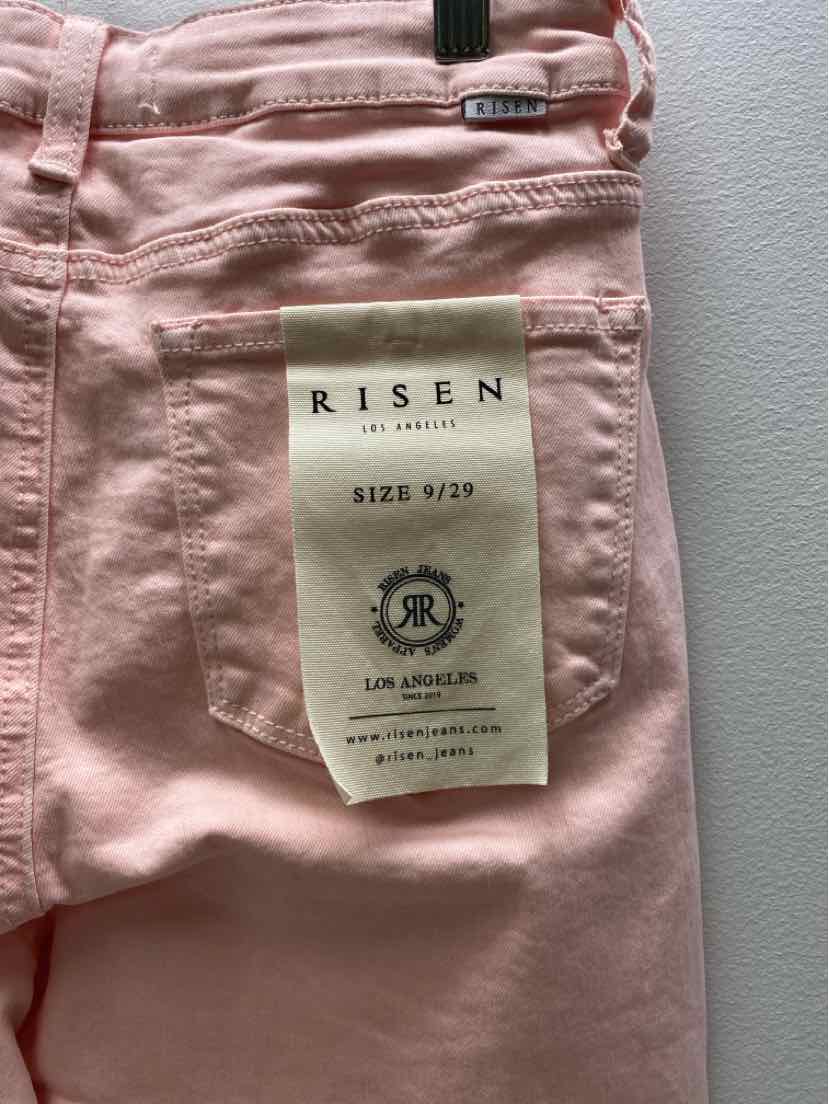 RISEN
RISEN
LOS ANGELES
SIZE 9/29
RISEN JEANS
RR
WOMEN'S APPAREL
LOS ANGELES
SINCE 2019
www.risenjeans.com
@risen_jeans